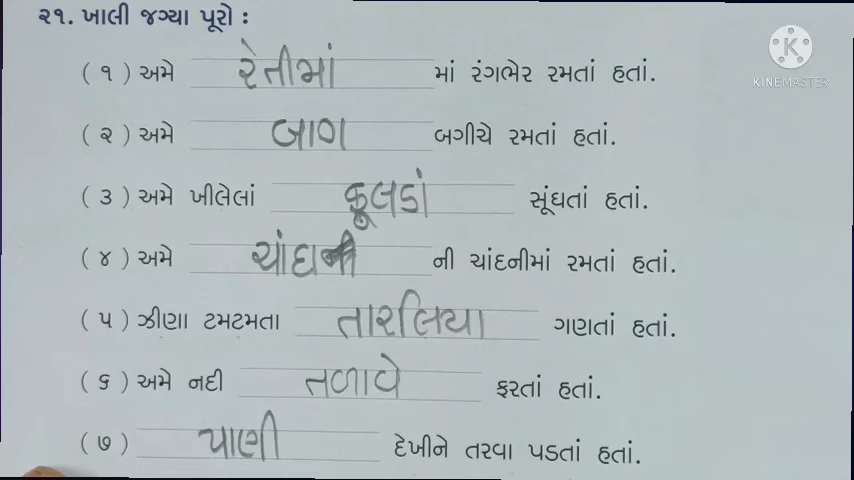 ૨૧. ખાલી જગ્યા પૂરો :
KINEMASTER
(૧) અમે રેતીમાં માં રંગભેર રમતાં હતાં.
(૨) અમે બાગ બગીચે રમતાં હતાં.
(૩) અમે ખીલેલાં ફૂલડાં સૂંઘતાં હતાં.
(૪) અમે ની ચાંદનીમાં રમતાં હતાં.
(૫) ઝીણા ટમટમતા તારલિયા ગણતાં હતાં.
(૬) અમે નદી તળાવે ફરતાં હતાં.
(૭) પાણી દેખીને તરવા પડતાં હતાં.